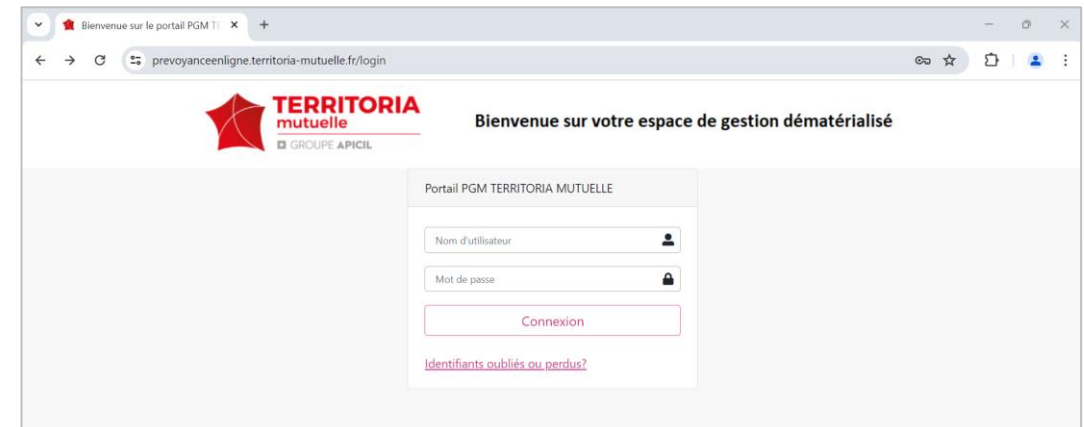 Bienvenue sur le portail PGM T
prevoyanceenligne.territoria-mutuelle.fr/login
TERRITORIA
mutuelle
GROUPE APICIL
Bienvenue sur votre espace de gestion dématérialisé
Portail PGM TERRITORIA MUTUELLE
Nom d'utilisateur
Mot de passe
Connexion
Identifiants oubliés ou perdus?